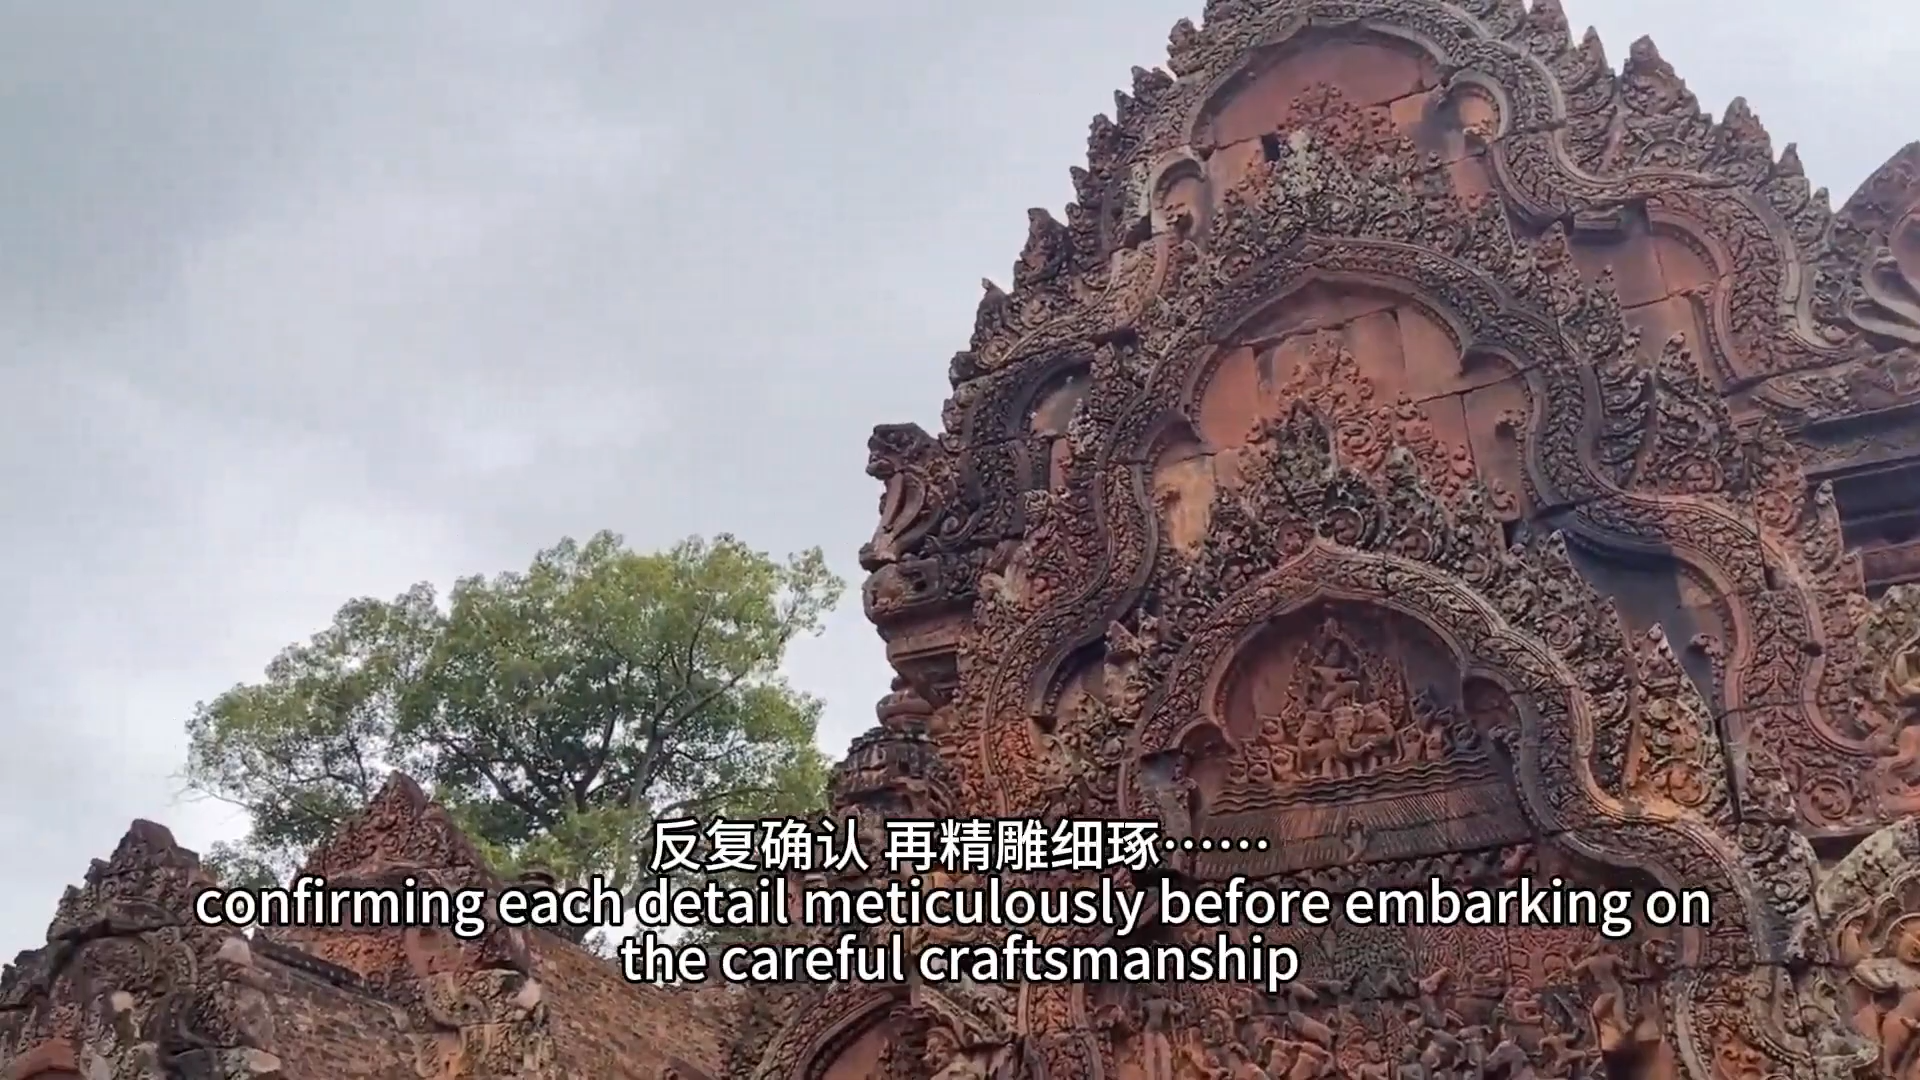 反复确认 再精雕细琢……
confirming each detail meticulously before embarking on
the careful craftsmanship